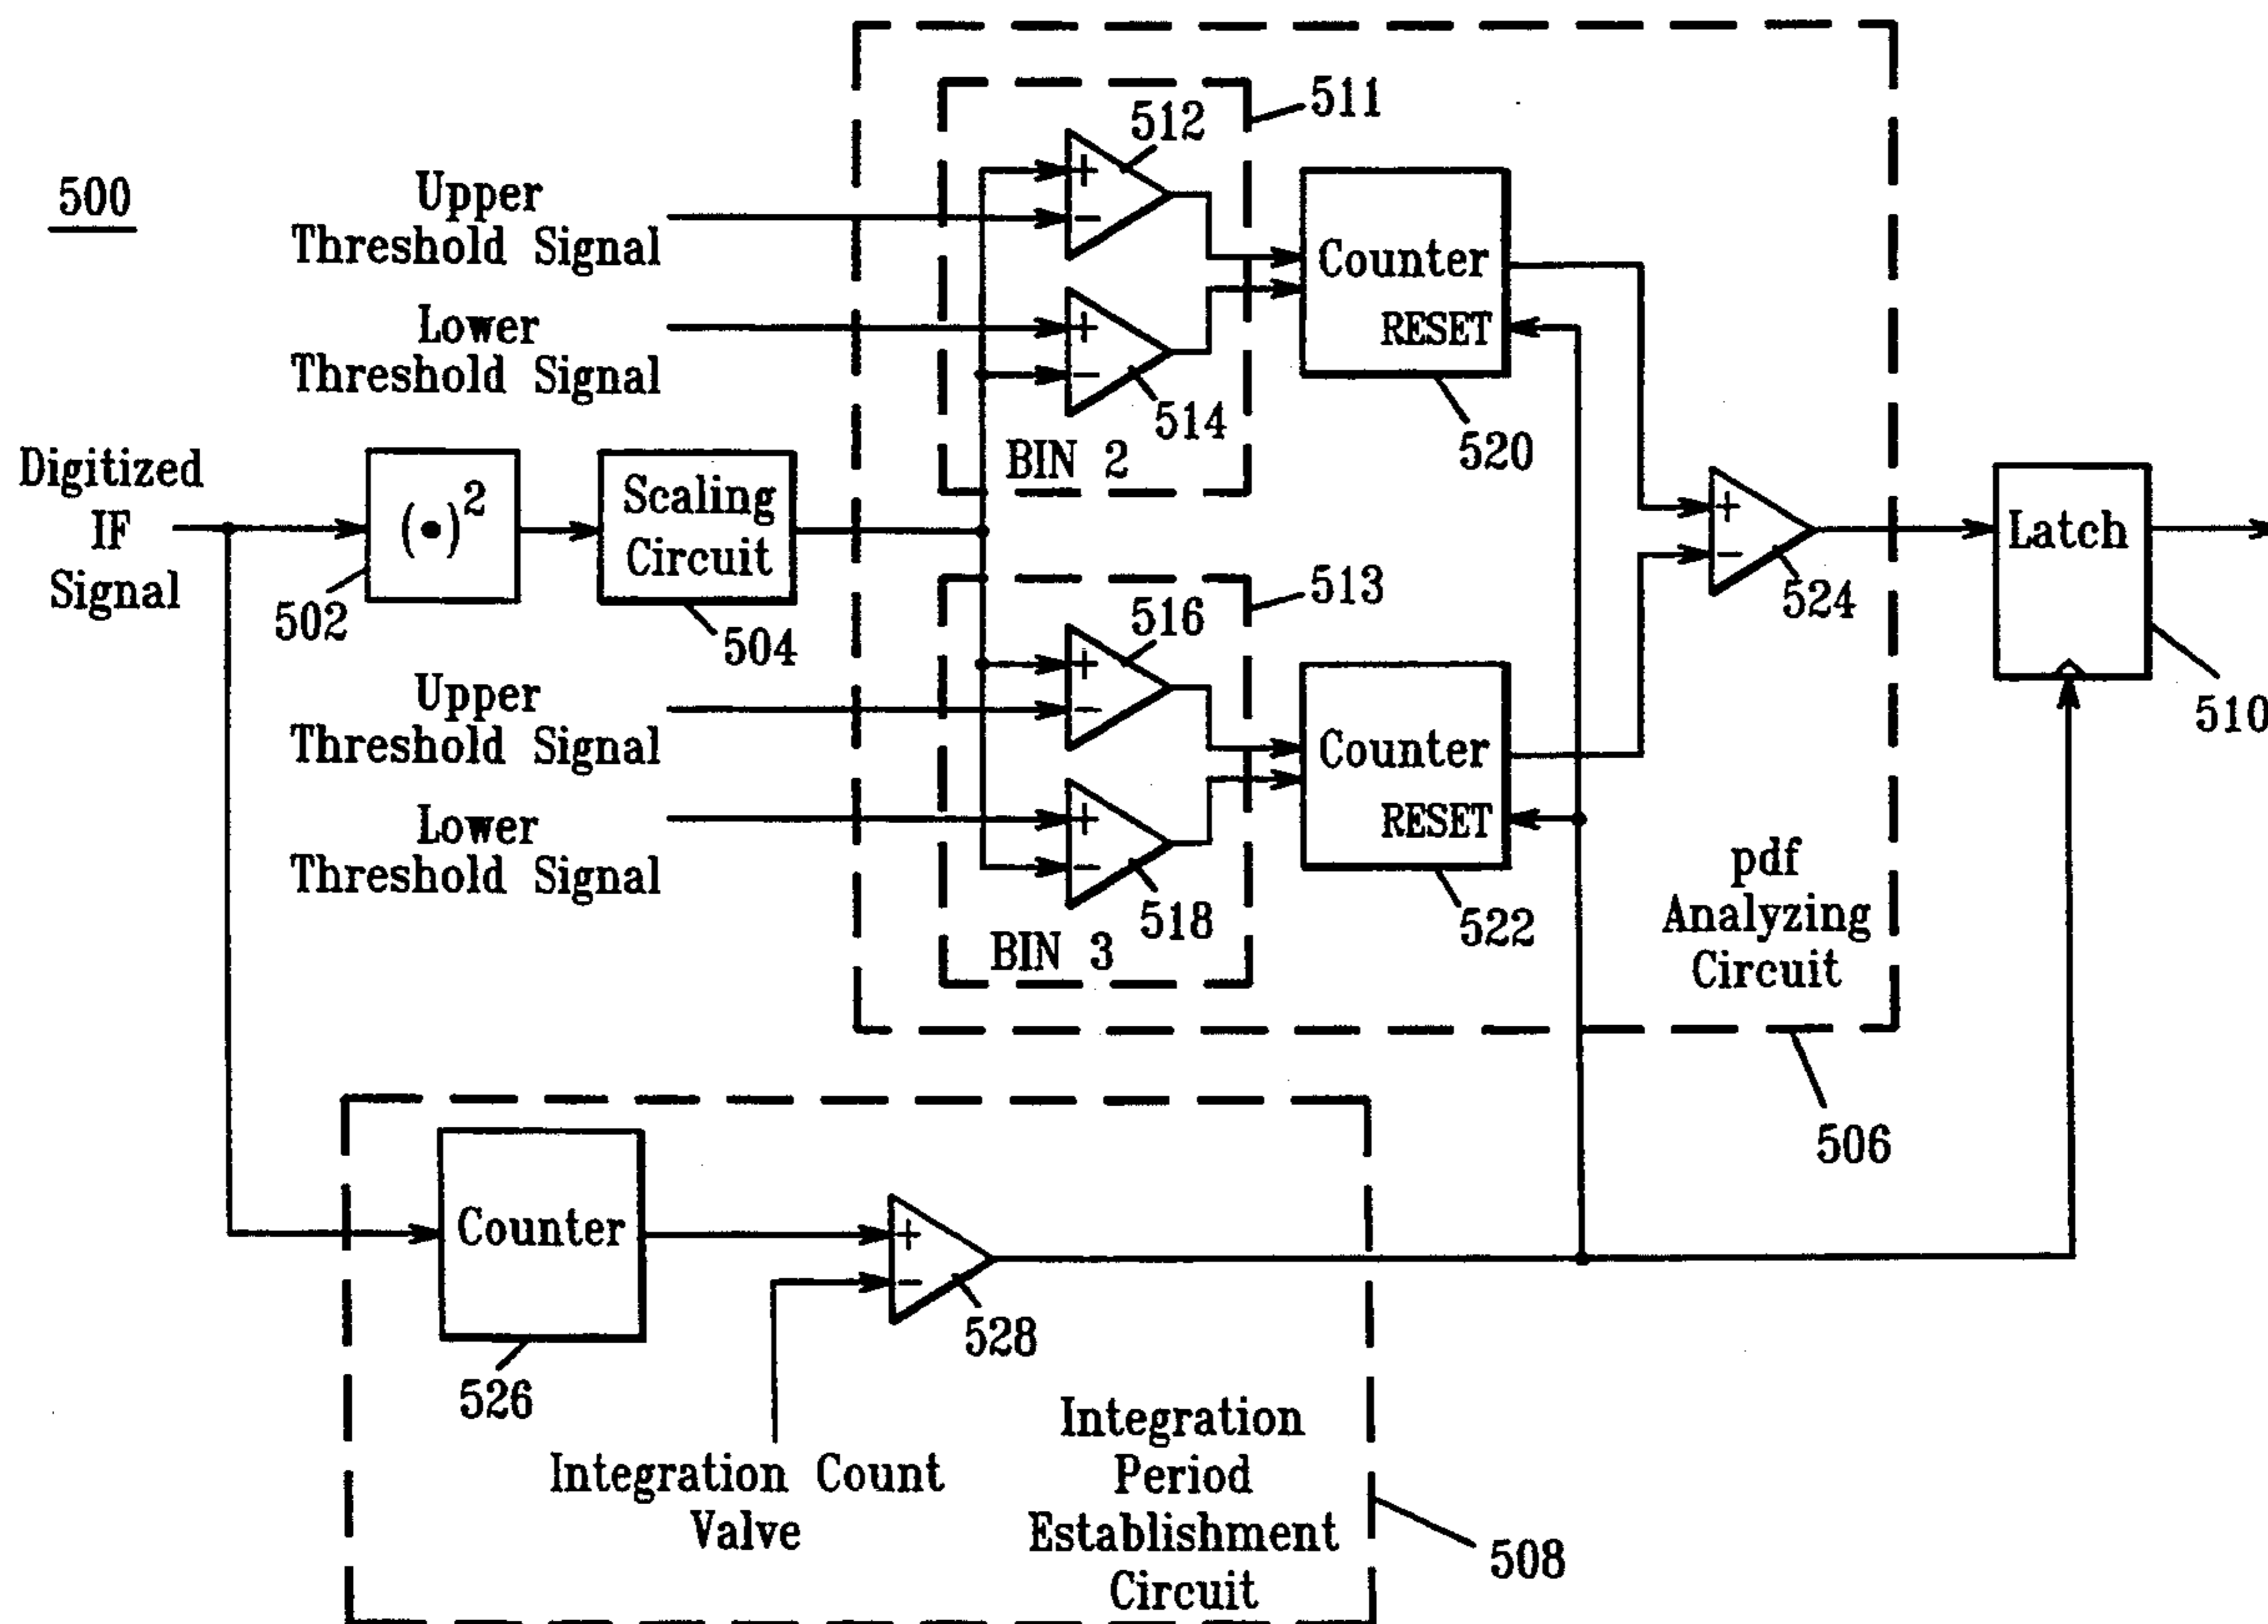 500
Upper
Threshold Signal
Lower
Threshold Signal
Digitized
IF
Signal
502
(•)2
Scaling
Circuit
504
Upper
Threshold Signal
Lower
Threshold Signal
511
512
+
−
+
−
514
BIN 2
513
516
+
−
+
−
518
BIN 3
Counter
RESET
520
Counter
RESET
522
+
−
524
pdf
Analyzing
Circuit
506
Latch
510
Counter
526
+
−
528
Integration Count
Valve
Integration
Period
Establishment
Circuit
508